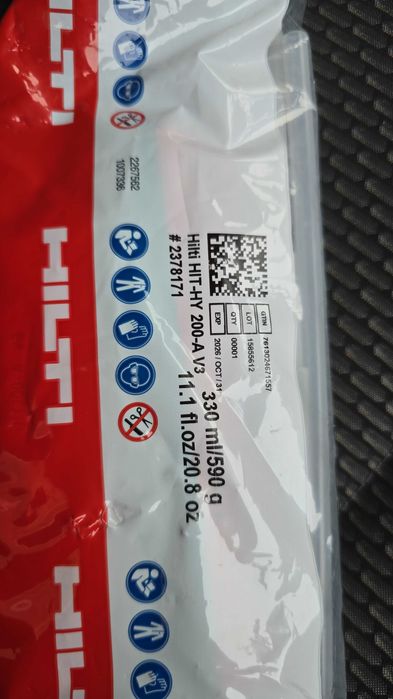 HILTI
HILTI
HILTI
2267562
1007336
GTIN 7613024671557
LOT 15855612
QTY 00001
EXP 2026 / OCT / 31
Hilti HIT-HY 200-A V3 330 ml/590 g
# 2378171 11.1 fl.oz/20.8 oz